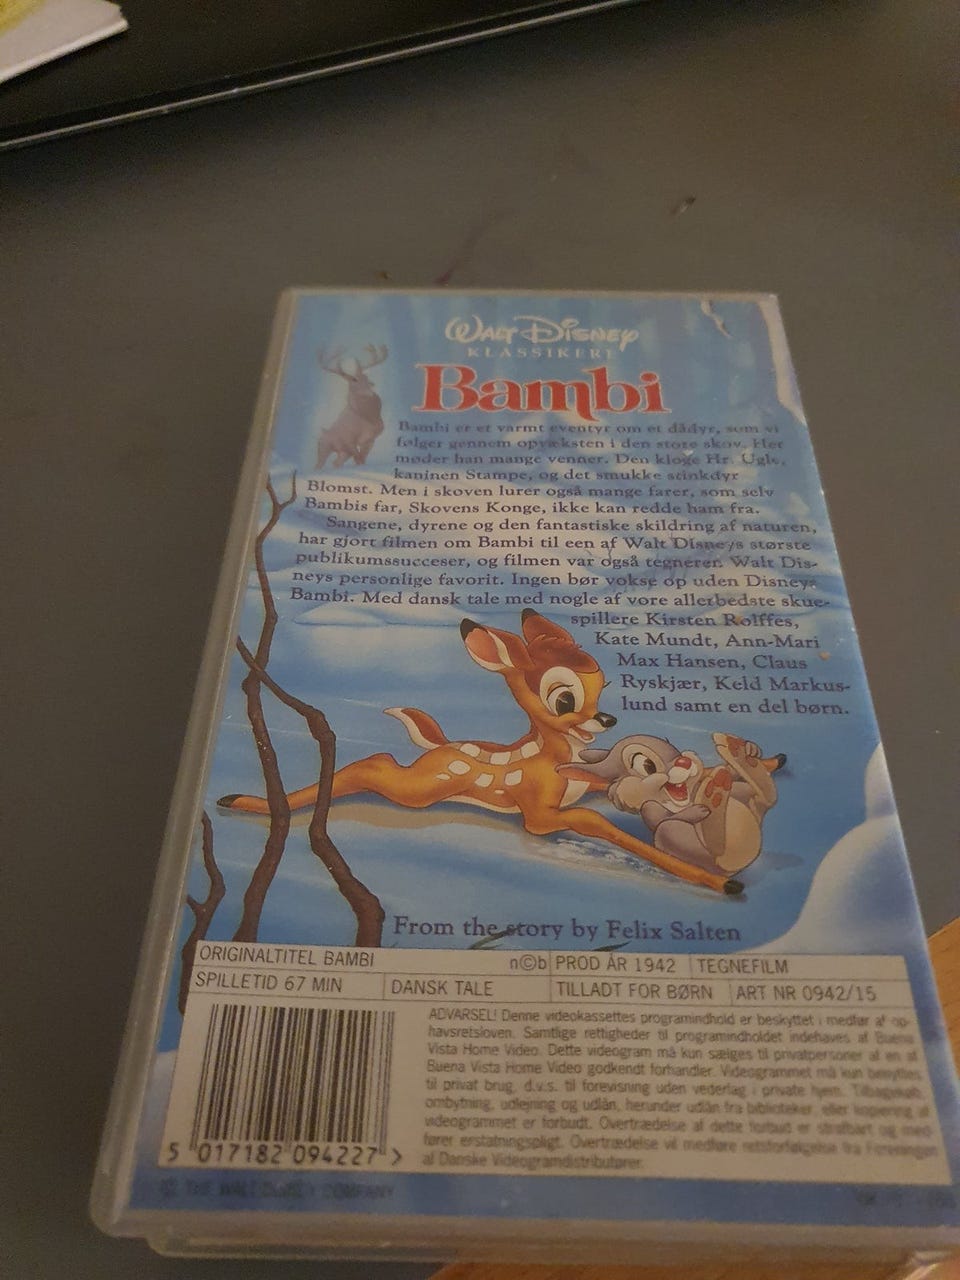 WALT DISNEY
KLASSIKERE
Bambi
Bambi er et varmt eventyr om et dådyr, som vi
følger gennem opvæksten i den store skov. Her
møder han mange venner. Den kloge Hr. Ugle,
kaninen Stampe, og det smukke stinkdyr
Blomst. Men i skoven lurer også mange farer, som selv
Bambis far, Skovens Konge, ikke kan redde ham fra.
Sangene, dyrene og den fantastiske skildring af naturen,
har gjort filmen om Bambi til een af Walt Disneys største
publikumssucceser, og filmen var også tegneren Walt Dis-
neys personlige favorit. Ingen bør vokse op uden Disneys
Bambi. Med dansk tale med nogle af vore allerbedste skue-
spillere Kirsten Rolffes,
Kate Mundt, Ann-Mari
Max Hansen, Claus
Ryskjær, Keld Markus-
lund samt en del børn.
From the story by Felix Salten
ORIGINALTITEL BAMBI n©b PROD ÅR 1942 TEGNEFILM
SPILLETID 67 MIN DANSK TALE TILLADT FOR BØRN ART NR 0942/15
ADVARSEL! Denne videokassettes programindhold er beskyttet i medfør af op-
havsretsloven. Samtlige rettigheder til programindholdet indehaves af Buena
Vista Home Video. Dette videogram må kun sælges til privatpersoner af en af
Buena Vista Home Video godkendt forhandler. Videogrammet må kun benyttes
til privat brug, d.v.s. til forevisning uden vederlag i private hjem. Tilbagekøb,
ombytning, udlejning og udlån, herunder udlån fra biblioteker, eller kopiering af
videogrammet er forbudt. Overtrædelse af dette forbud er strafbart og med-
fører erstatningspligt. Overtrædelse vil medføre retsforfølgelse fra Foreningen
af Danske Videogramdistributører.
5 017182 094227 >
© THE WALT DISNEY COMPANY